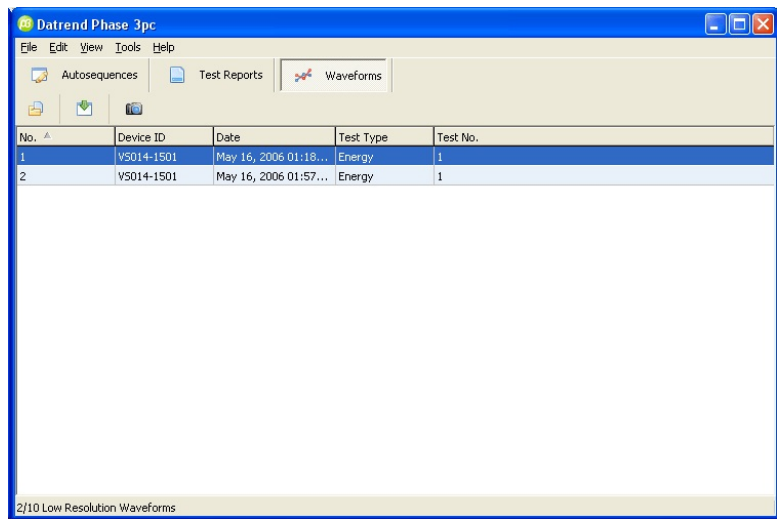 Datrend Phase 3pc
File Edit View Tools Help
Autosequences Test Reports Waveforms
No. Device ID Date Test Type Test No.
1 VS014-1501 May 16, 2006 01:18... Energy 1
2 VS014-1501 May 16, 2006 01:57... Energy 1
2/10 Low Resolution Waveforms